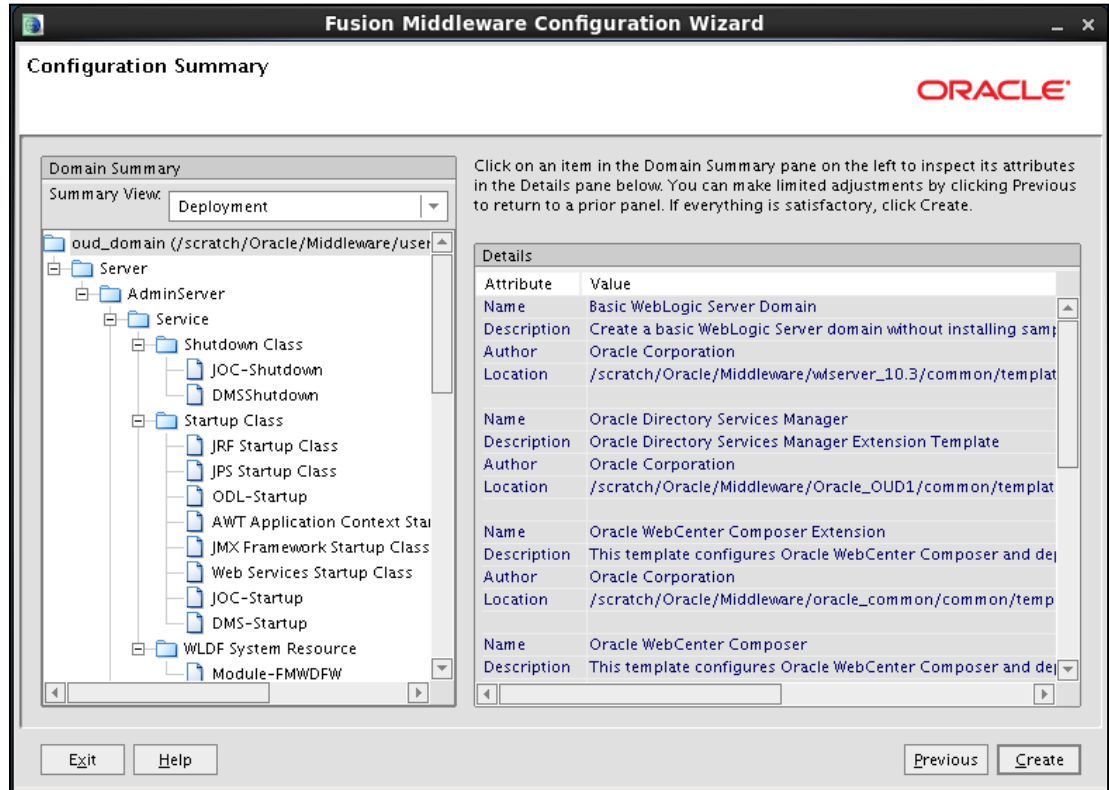 Fusion Middleware Configuration Wizard
Configuration Summary
ORACLE
Domain Summary
Summary View:
Deployment
oud_domain (/scratch/Oracle/Middleware/user
Server
AdminServer
Service
Shutdown Class
JOC-Shutdown
DMSShutdown
Startup Class
JRF Startup Class
JPS Startup Class
ODL-Startup
AWT Application Context Star
JMX Framework Startup Class
Web Services Startup Class
JOC-Startup
DMS-Startup
WLDF System Resource
Module-FMWDFW
Click on an item in the Domain Summary pane on the left to inspect its attributes
in the Details pane below. You can make limited adjustments by clicking Previous
to return to a prior panel. If everything is satisfactory, click Create.
Details
Attribute Value
Name Basic WebLogic Server Domain
Description Create a basic WebLogic Server domain without installing samp
Author Oracle Corporation
Location /scratch/Oracle/Middleware/wlserver_10.3/common/templat
Name Oracle Directory Services Manager
Description Oracle Directory Services Manager Extension Template
Author Oracle Corporation
Location /scratch/Oracle/Middleware/Oracle_OUD1/common/templat
Name Oracle WebCenter Composer Extension
Description This template configures Oracle WebCenter Composer and dep
Author Oracle Corporation
Location /scratch/Oracle/Middleware/oracle_common/common/temp
Name Oracle WebCenter Composer
Description This template configures Oracle WebCenter Composer and dep
Exit Help Previous Create